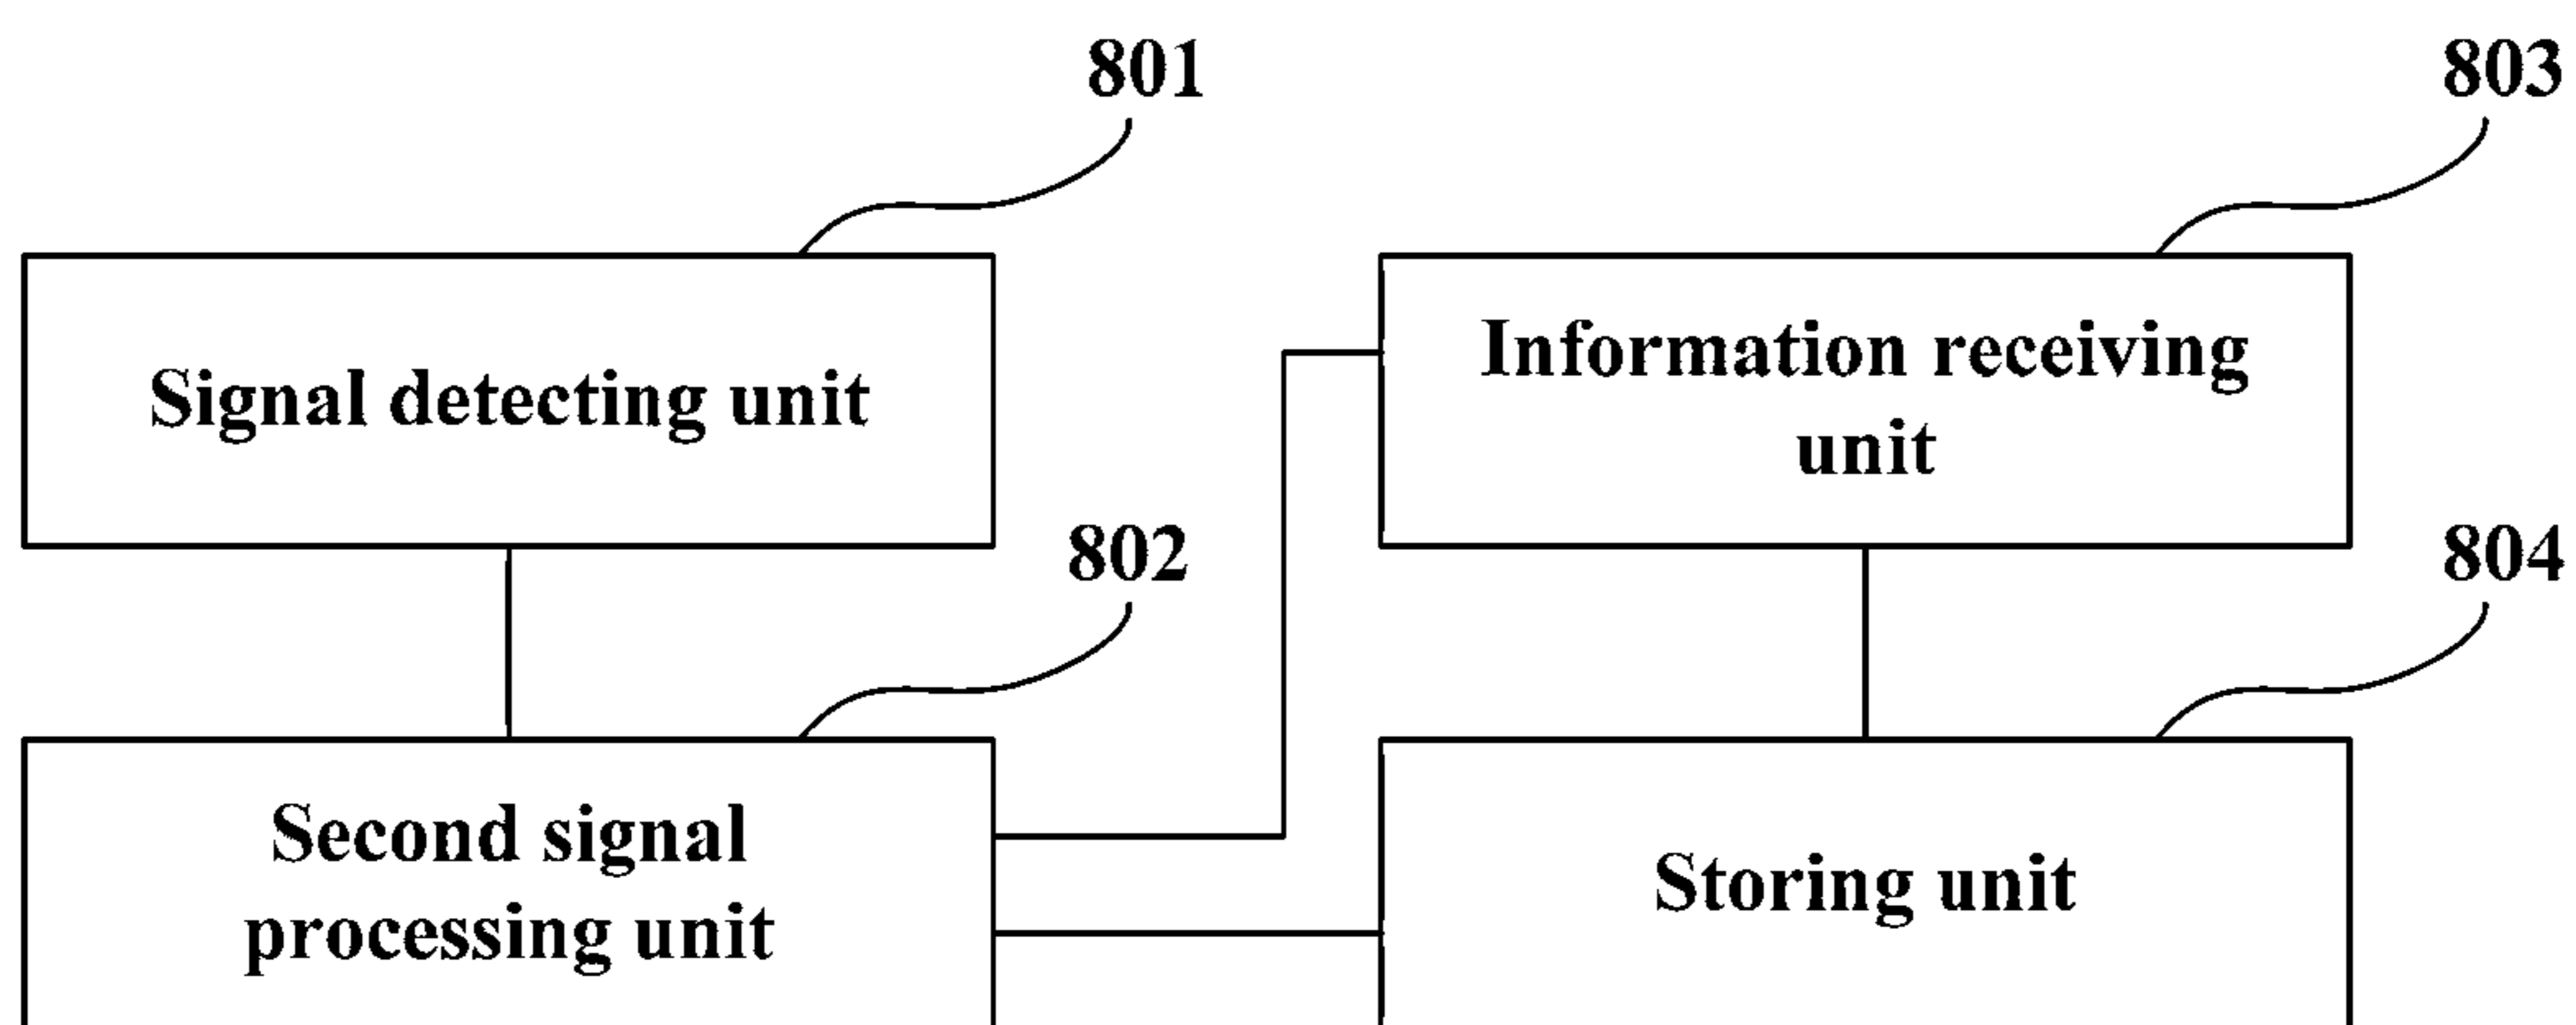 801
803
Signal detecting unit
Information receiving
unit
802
804
Second signal
processing unit
Storing unit